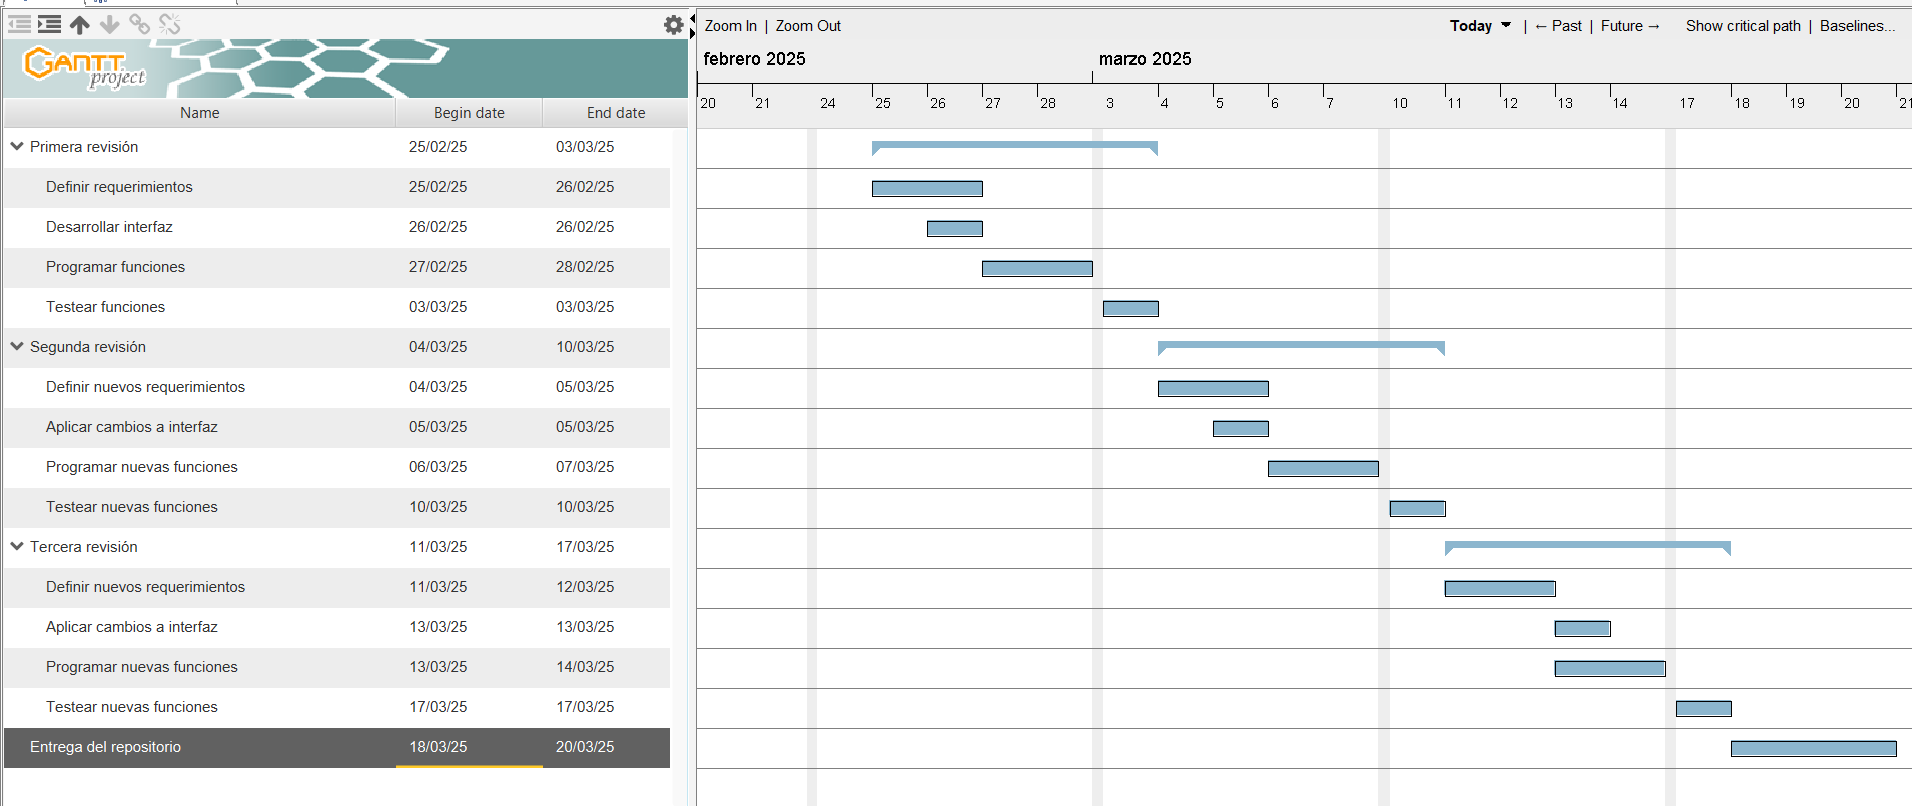 Zoom In | Zoom Out
Today | ← Past | Future → Show critical path | Baselines...
GANTT
project
febrero 2025 marzo 2025
20 21 24 25 26 27 28 3 4 5 6 7 10 11 12 13 14 17 18 19 20 21
Name Begin date End date
Primera revisión 25/02/25 03/03/25
Definir requerimientos 25/02/25 26/02/25
Desarrollar interfaz 26/02/25 26/02/25
Programar funciones 27/02/25 28/02/25
Testear funciones 03/03/25 03/03/25
Segunda revisión 04/03/25 10/03/25
Definir nuevos requerimientos 04/03/25 05/03/25
Aplicar cambios a interfaz 05/03/25 05/03/25
Programar nuevas funciones 06/03/25 07/03/25
Testear nuevas funciones 10/03/25 10/03/25
Tercera revisión 11/03/25 17/03/25
Definir nuevos requerimientos 11/03/25 12/03/25
Aplicar cambios a interfaz 13/03/25 13/03/25
Programar nuevas funciones 13/03/25 14/03/25
Testear nuevas funciones 17/03/25 17/03/25
Entrega del repositorio 18/03/25 20/03/25